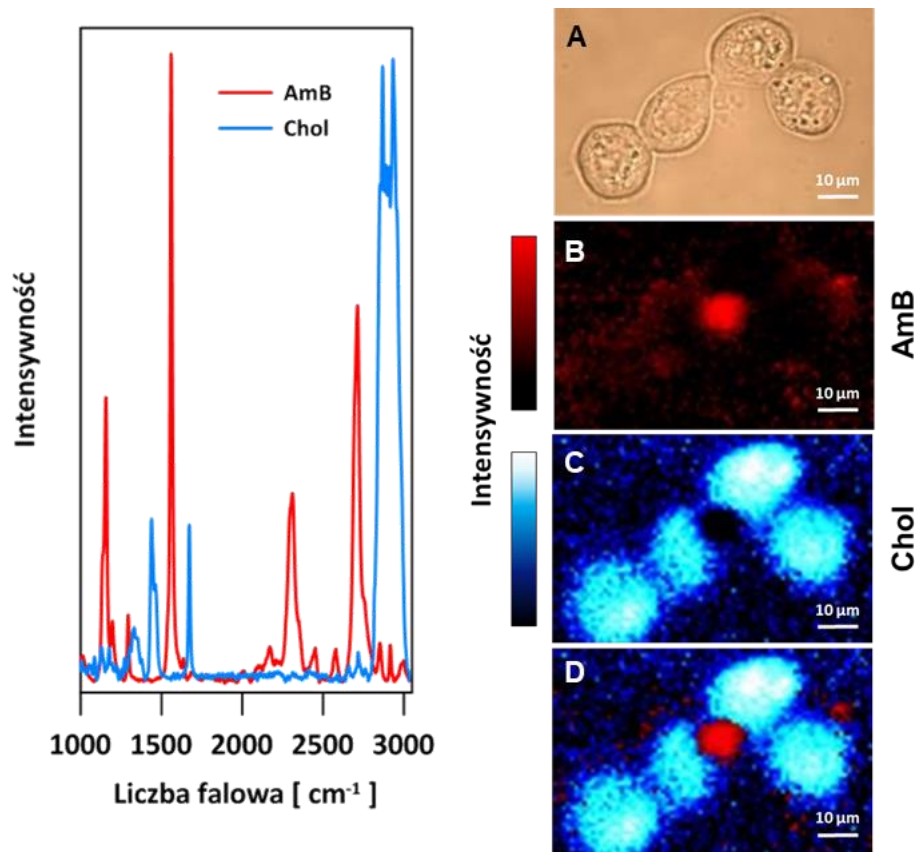 AmB
Chol
Intensywność
1000 1500 2000 2500 3000
Liczba falowa [ cm⁻¹ ]
Intensywność
A
10 µm
B
10 µm
AmB
C
10 µm
Chol
D
10 µm